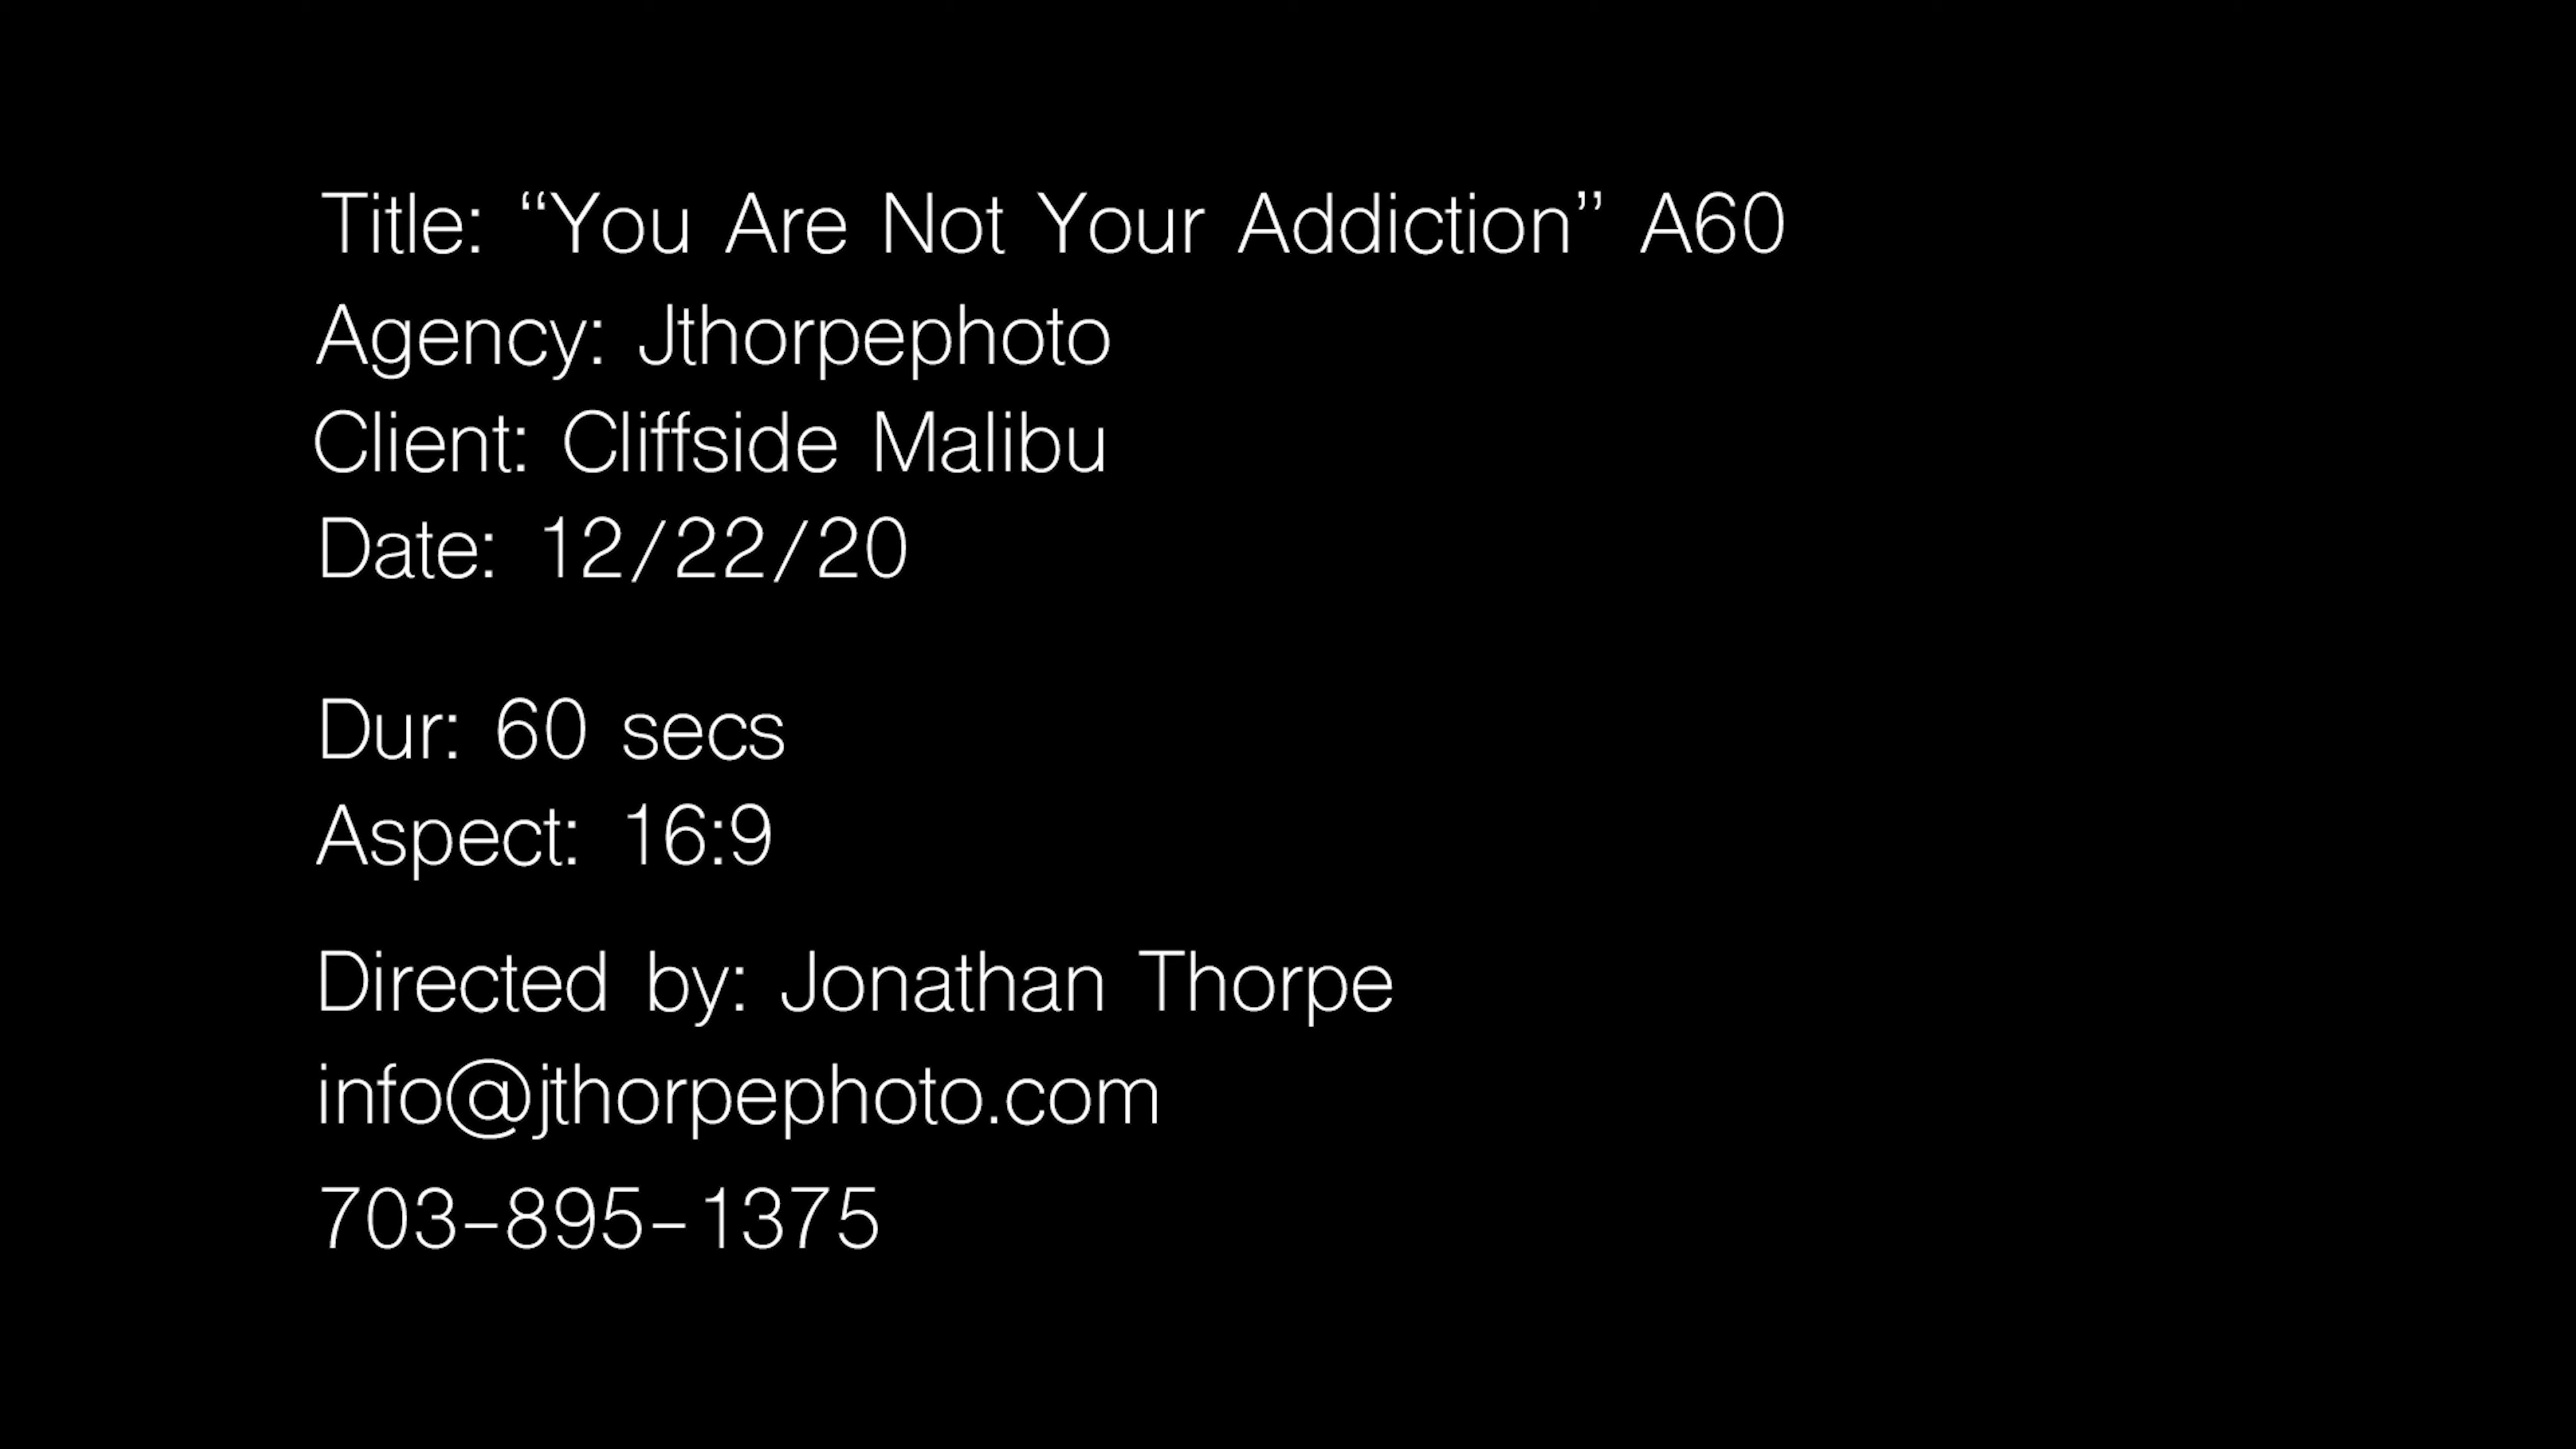 Title: “You Are Not Your Addiction” A60
Agency: Jthorpephoto
Client: Cliffside Malibu
Date: 12/22/20
Dur: 60 secs
Aspect: 16:9
Directed by: Jonathan Thorpe
info@jthorpephoto.com
703-895-1375